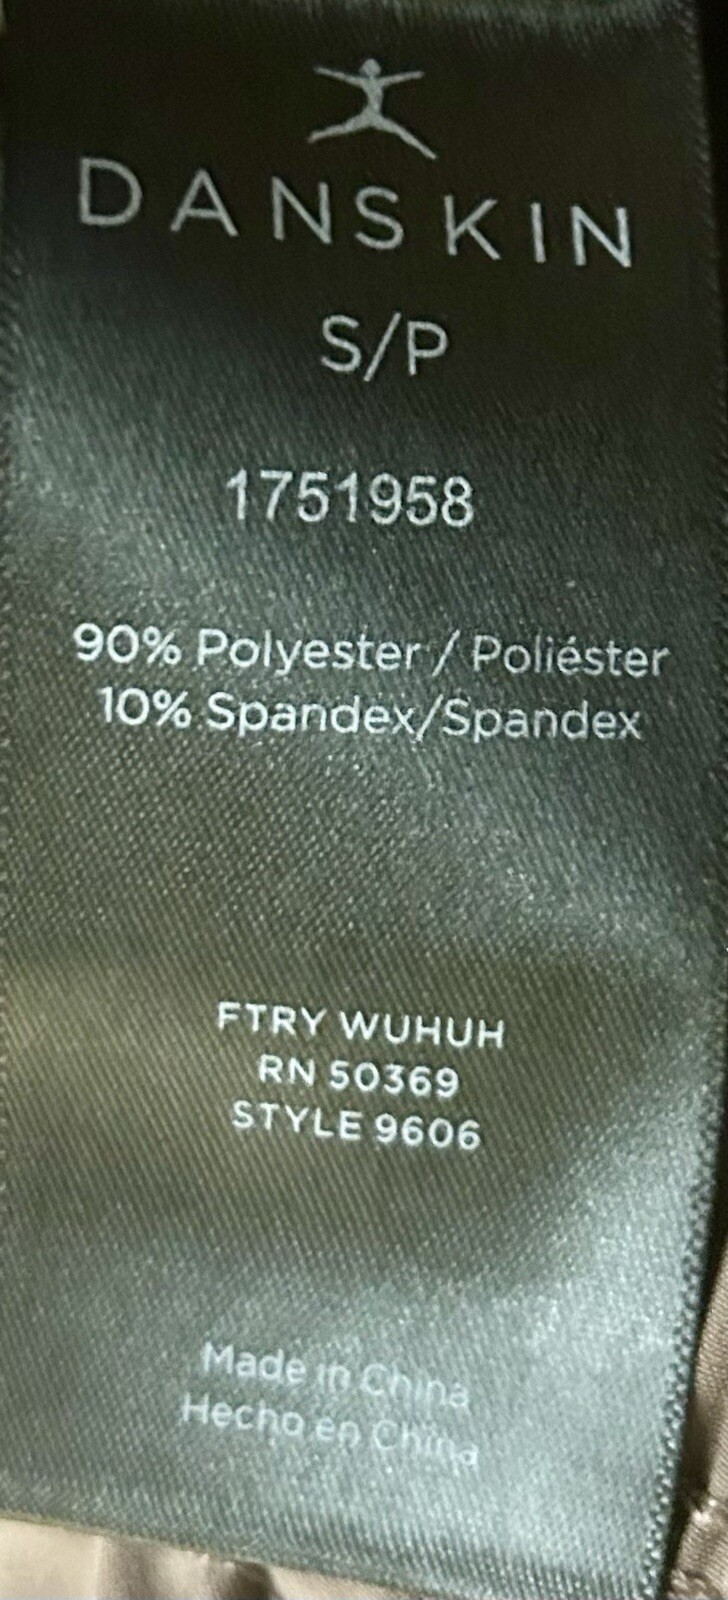 DANSKIN
S/P
1751958
90% Polyester / Poliéster
10% Spandex/Spandex
FTRY WUHUH
RN 50369
STYLE 9606
Made in China
Hecho en China